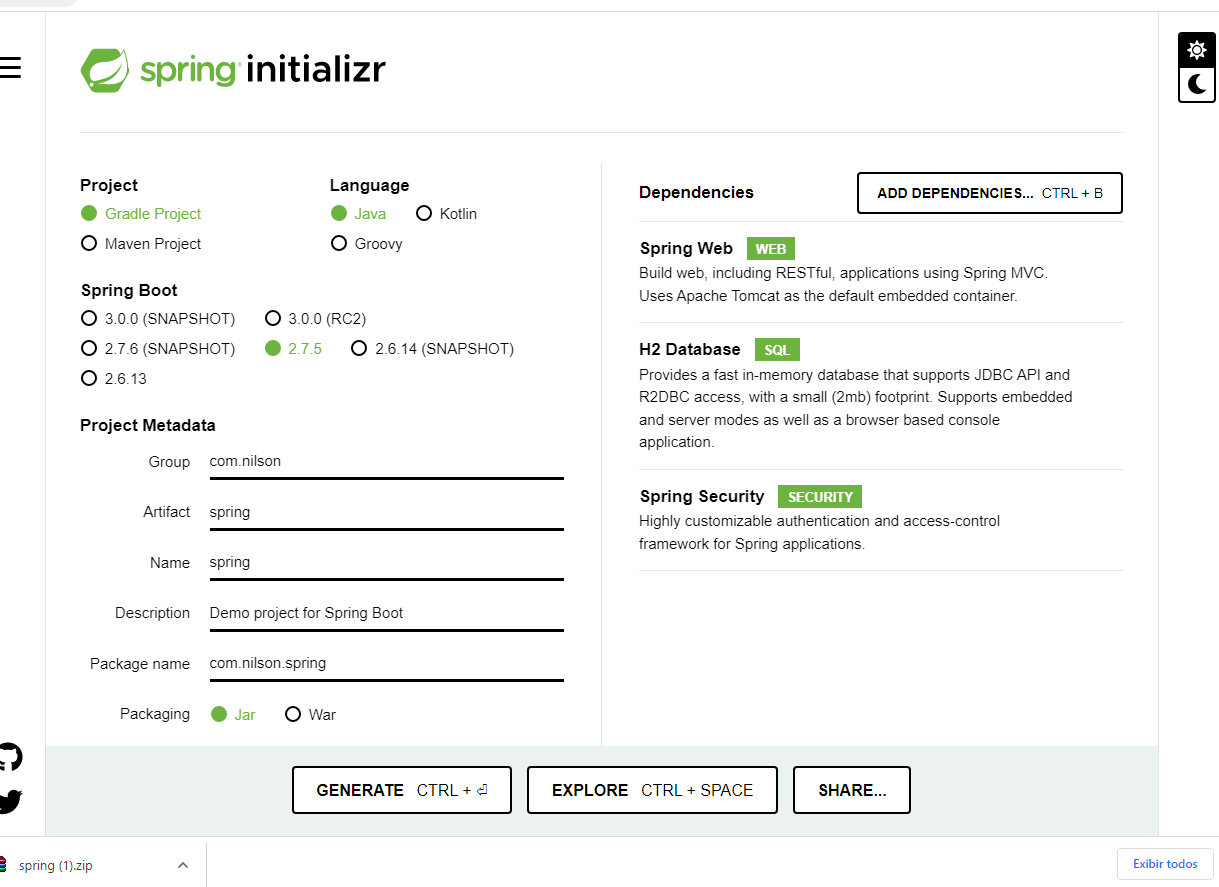 spring initializr
Project
Gradle Project
Maven Project
Language
Java Kotlin
Groovy
Spring Boot
3.0.0 (SNAPSHOT) 3.0.0 (RC2)
2.7.6 (SNAPSHOT) 2.7.5 2.6.14 (SNAPSHOT)
2.6.13
Project Metadata
Group com.nilson
Artifact spring
Name spring
Description Demo project for Spring Boot
Package name com.nilson.spring
Packaging Jar War
Dependencies
ADD DEPENDENCIES... CTRL + B
Spring Web WEB
Build web, including RESTful, applications using Spring MVC.
Uses Apache Tomcat as the default embedded container.
H2 Database SQL
Provides a fast in-memory database that supports JDBC API and
R2DBC access, with a small (2mb) footprint. Supports embedded
and server modes as well as a browser based console
application.
Spring Security SECURITY
Highly customizable authentication and access-control
framework for Spring applications.
GENERATE CTRL + ⏎
EXPLORE CTRL + SPACE
SHARE...
spring (1).zip
Exibir todos